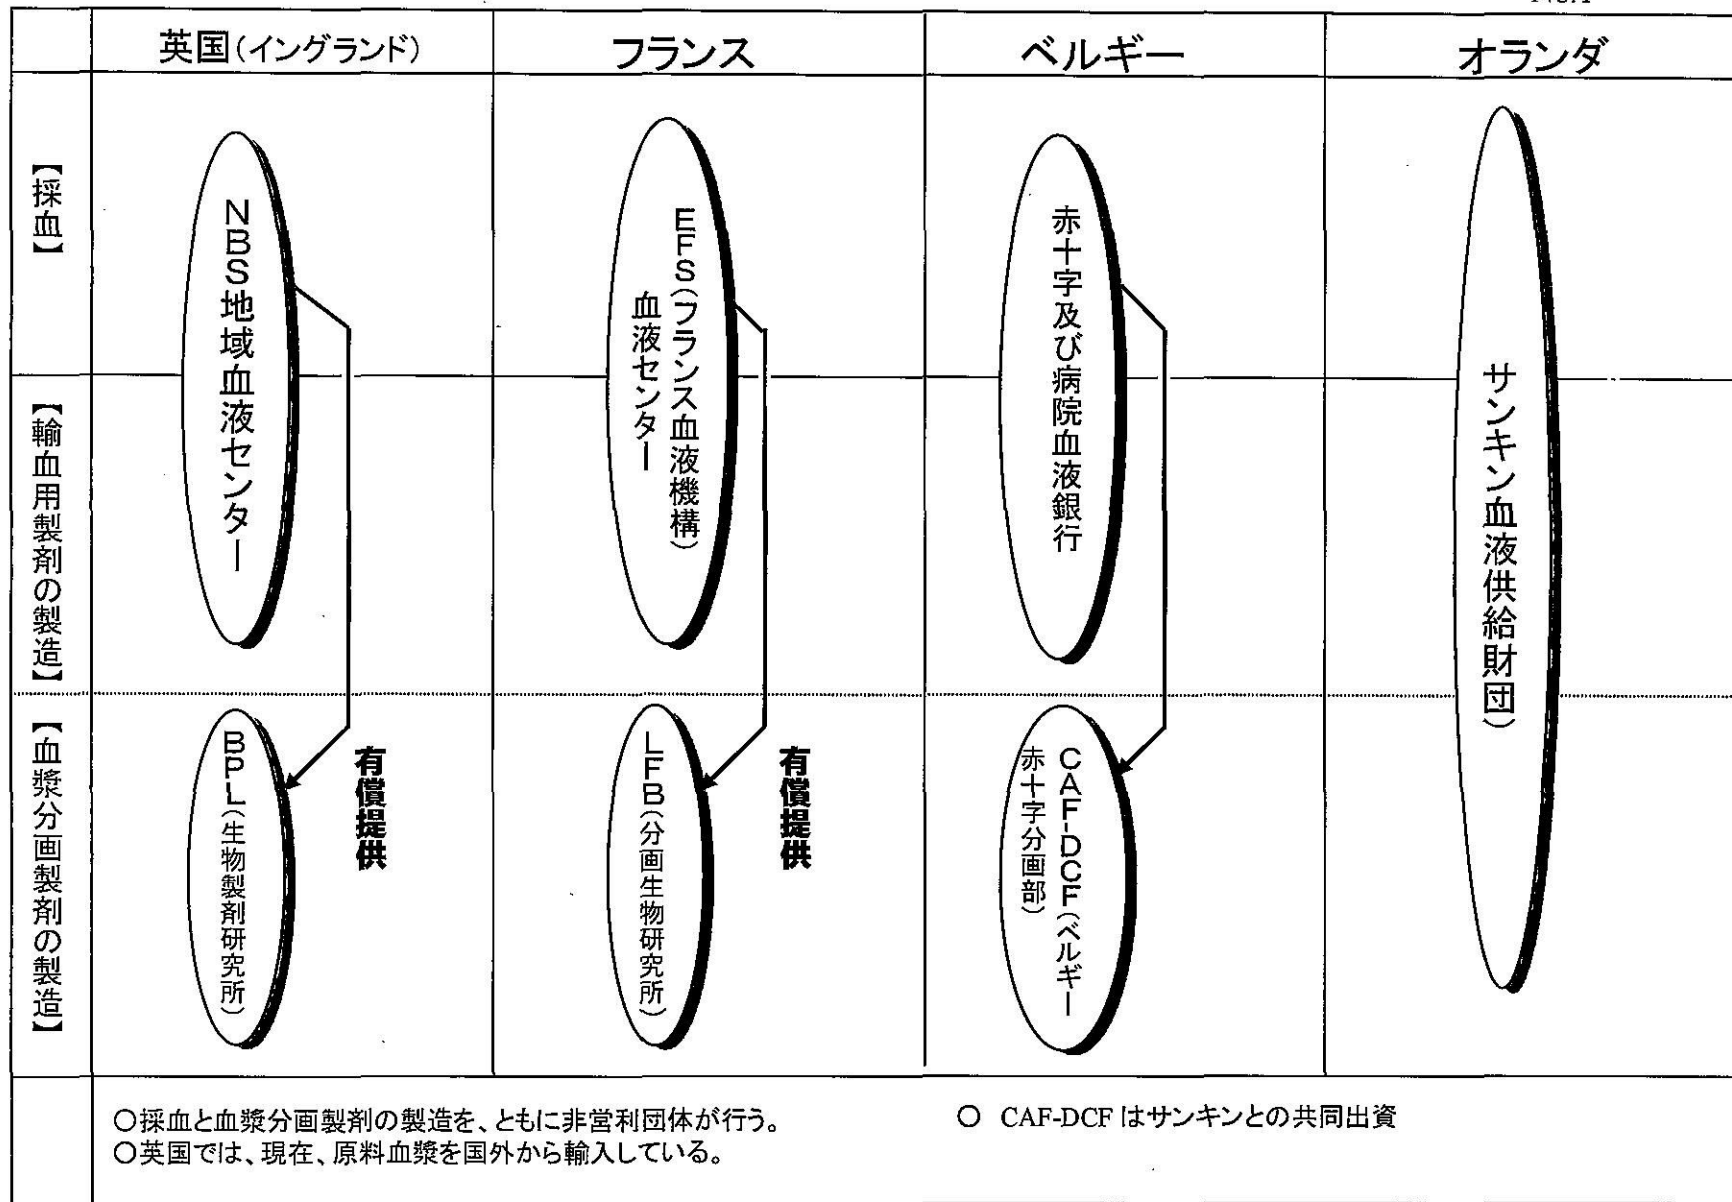 英国(イングランド)
フランス
ベルギー
オランダ
【採血】
【輸血用製剤の製造】
【血漿分画製剤の製造】
NBS地域血液センター
EFS(フランス血液機構)
血液センター
赤十字及び病院血液銀行
サンキン血液供給財団)
BPL(生物製剤研究所)
有償提供
LFB(分画生物研究所)
有償提供
CAF-DCF(ベルギー
赤十字分画部)
○採血と血漿分画製剤の製造を、ともに非営利団体が行う。
○英国では、現在、原料血漿を国外から輸入している。
○ CAF-DCFはサンキンとの共同出資